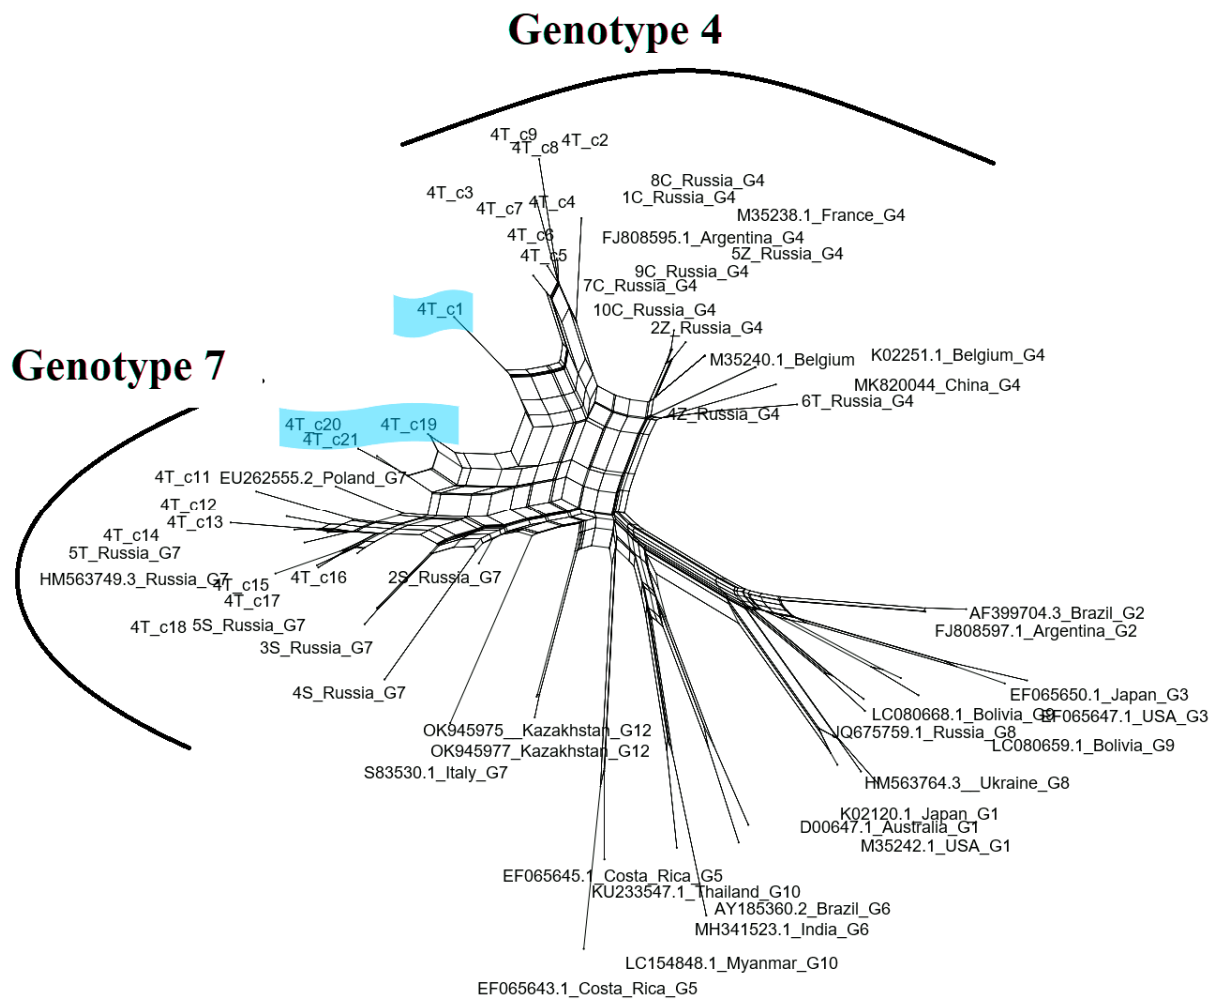 Genotype 4
4T_c9
4T_c8
4T_c2
8C_Russia_G4
4T_c3
1C_Russia_G4
4T_c7
4T_c4
M35238.1_France_G4
4T_c6
FJ808595.1_Argentina_G4
4T_c5
5Z_Russia_G4
9C_Russia_G4
7C_Russia_G4
4T_c1
10C_Russia_G4
2Z_Russia_G4
M35240.1_Belgium
K02251.1_Belgium_G4
Genotype 7
MK820044_China_G4
6T_Russia_G4
4Z_Russia_G4
4T_c20
4T_c19
4T_c21
4T_c11
EU262555.2_Poland_G7
4T_c12
4T_c13
4T_c14
5T_Russia_G7
HM563749.3_Russia_G7
4T_c15
4T_c16
2S_Russia_G7
4T_c17
4T_c18
5S_Russia_G7
3S_Russia_G7
4S_Russia_G7
AF399704.3_Brazil_G2
FJ808597.1_Argentina_G2
EF065650.1_Japan_G3
LC080668.1_Bolivia_G9
EF065647.1_USA_G3
OK945975__Kazakhstan_G12
JQ675759.1_Russia_G8
LC080659.1_Bolivia_G9
OK945977_Kazakhstan_G12
S83530.1_Italy_G7
HM563764.3__Ukraine_G8
K02120.1_Japan_G1
D00647.1_Australia_G1
M35242.1_USA_G1
EF065645.1_Costa_Rica_G5
KU233547.1_Thailand_G10
AY185360.2_Brazil_G6
MH341523.1_India_G6
LC154848.1_Myanmar_G10
EF065643.1_Costa_Rica_G5